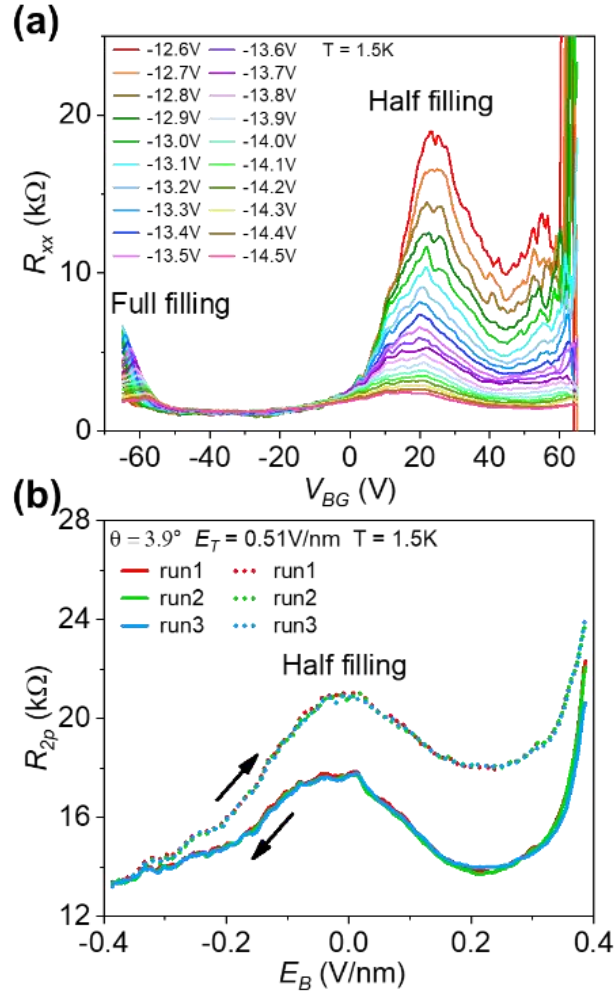 (a)
-12.6V -13.6V T = 1.5K
-12.7V -13.7V
-12.8V -13.8V
-12.9V -13.9V
-13.0V -14.0V
-13.1V -14.1V
-13.2V -14.2V
-13.3V -14.3V
-13.4V -14.4V
-13.5V -14.5V
Half filling
Full filling
20
10
0
Rxx (kΩ)
-60 -40 -20 0 20 40 60
VBG (V)
(b)
θ = 3.9° ET = 0.51V/nm T = 1.5K
run1 run1
run2 run2
run3 run3
Half filling
28
24
20
16
12
R2p (kΩ)
-0.4 -0.2 0.0 0.2 0.4
EB (V/nm)